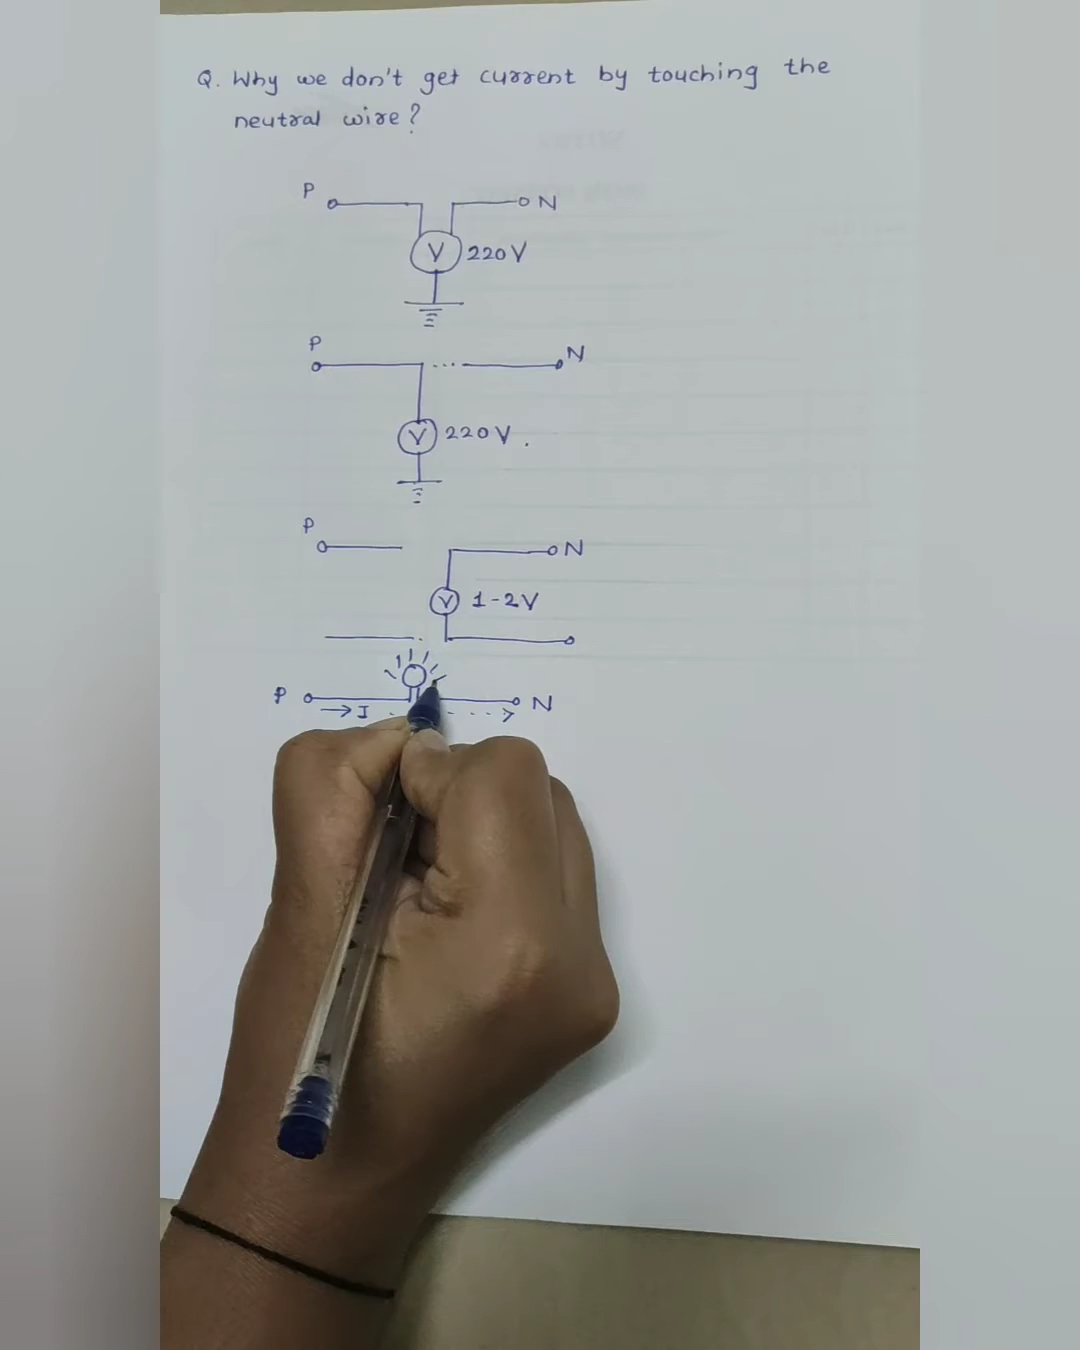 Q. Why we don't get current by touching the
neutral wire?
P N
V 220V
P N
V 220V.
P N
V 1-2V
P N
I